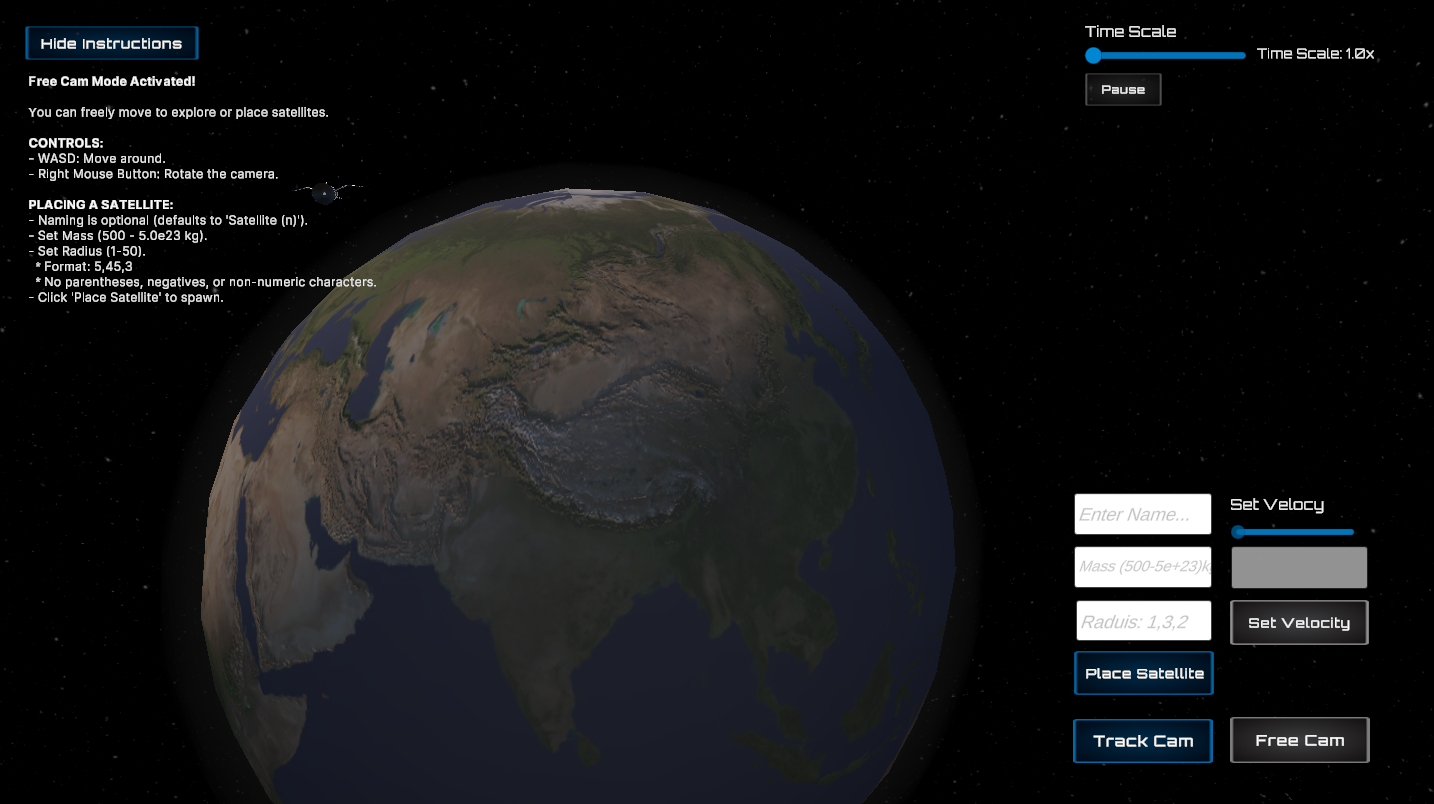 Hide Instructions
Free Cam Mode Activated!
You can freely move to explore or place satellites.
CONTROLS:
- WASD: Move around.
- Right Mouse Button: Rotate the camera.
PLACING A SATELLITE:
- Naming is optional (defaults to 'Satellite (n)').
- Set Mass (500 - 5.0e23 kg).
- Set Radius (1-50).
* Format: 5,45,3
* No parentheses, negatives, or non-numeric characters.
- Click 'Place Satellite' to spawn.
Time Scale
Time Scale: 1.0x
Pause
Enter Name...
Set Velocy
Mass (500-5e+23)k
Raduis: 1,3,2
Set Velocity
Place Satellite
Track Cam
Free Cam